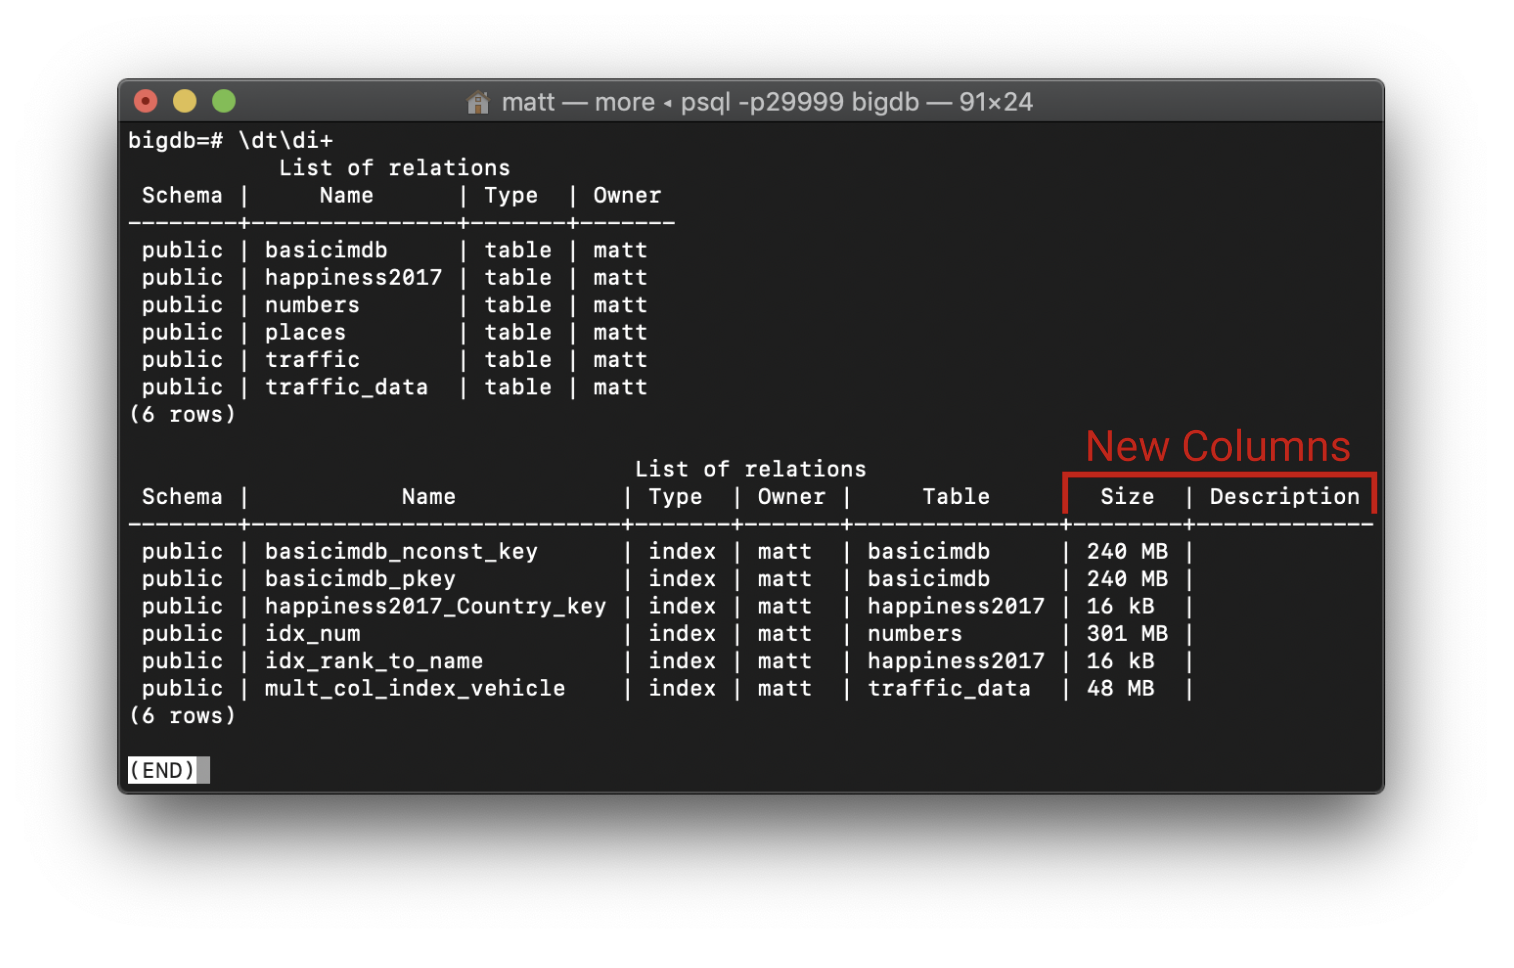 matt — more ◂ psql -p29999 bigdb — 91×24
bigdb=# \dt\di+
           List of relations
 Schema |     Name      | Type  | Owner
--------+---------------+-------+-------
 public | basicimdb     | table | matt
 public | happiness2017 | table | matt
 public | numbers       | table | matt
 public | places        | table | matt
 public | traffic       | table | matt
 public | traffic_data  | table | matt
(6 rows)
New Columns
                                     List of relations
 Schema |           Name            | Type  | Owner |     Table     |  Size  | Description
--------+---------------------------+-------+-------+---------------+--------+-------------
 public | basicimdb_nconst_key      | index | matt  | basicimdb     | 240 MB |
 public | basicimdb_pkey            | index | matt  | basicimdb     | 240 MB |
 public | happiness2017_Country_key | index | matt  | happiness2017 | 16 kB  |
 public | idx_num                   | index | matt  | numbers       | 301 MB |
 public | idx_rank_to_name          | index | matt  | happiness2017 | 16 kB  |
 public | mult_col_index_vehicle    | index | matt  | traffic_data  | 48 MB  |
(6 rows)
(END)